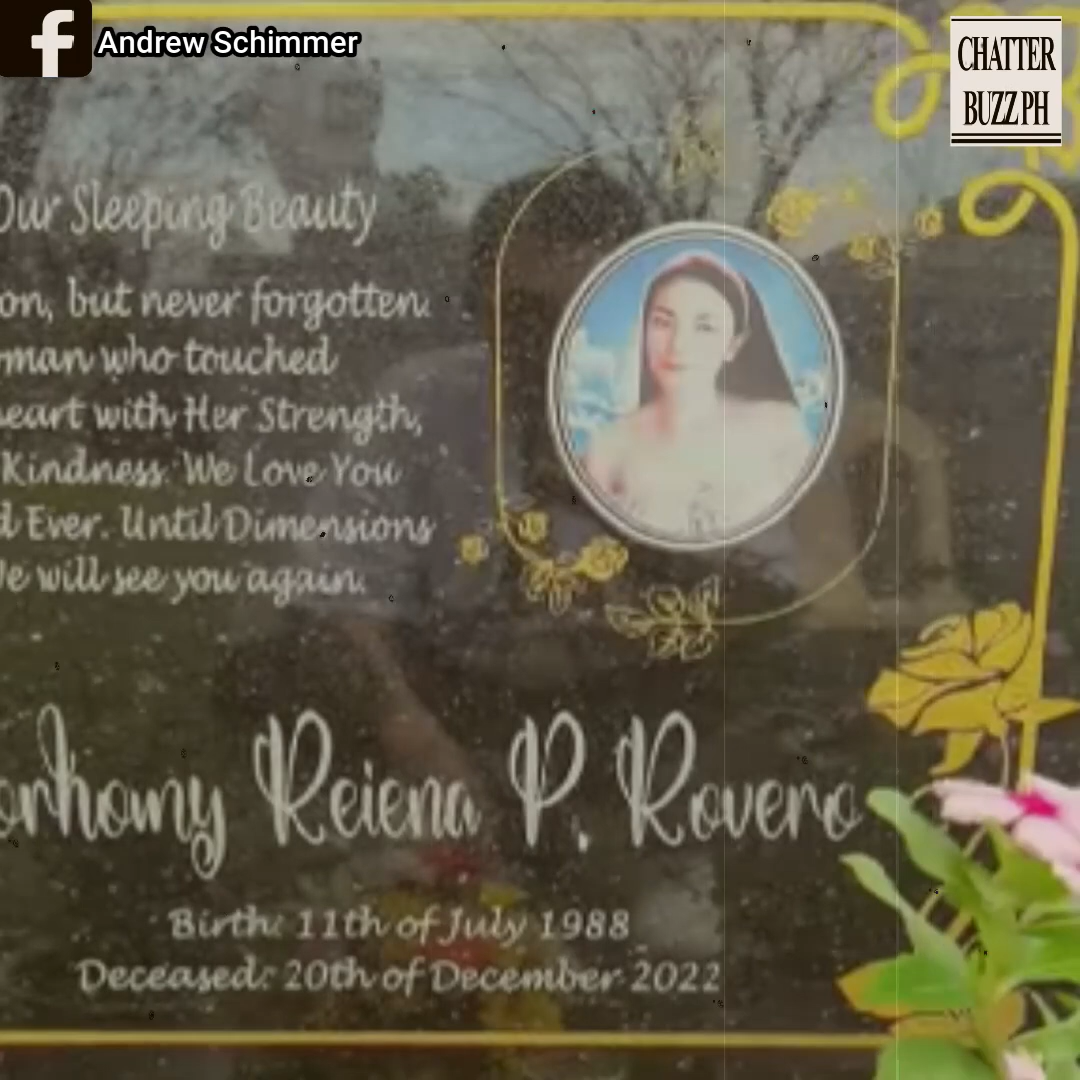 Andrew Schimmer
CHATTER
BUZZ PH
Our Sleeping Beauty
on, but never forgotten.
man who touched
heart with Her Strength,
Kindness. We Love You
d Ever. Until Dimensions
We will see you again.
orhomy Reiena P. Rovero
Birth: 11th of July 1988
Deceased: 20th of December 2022